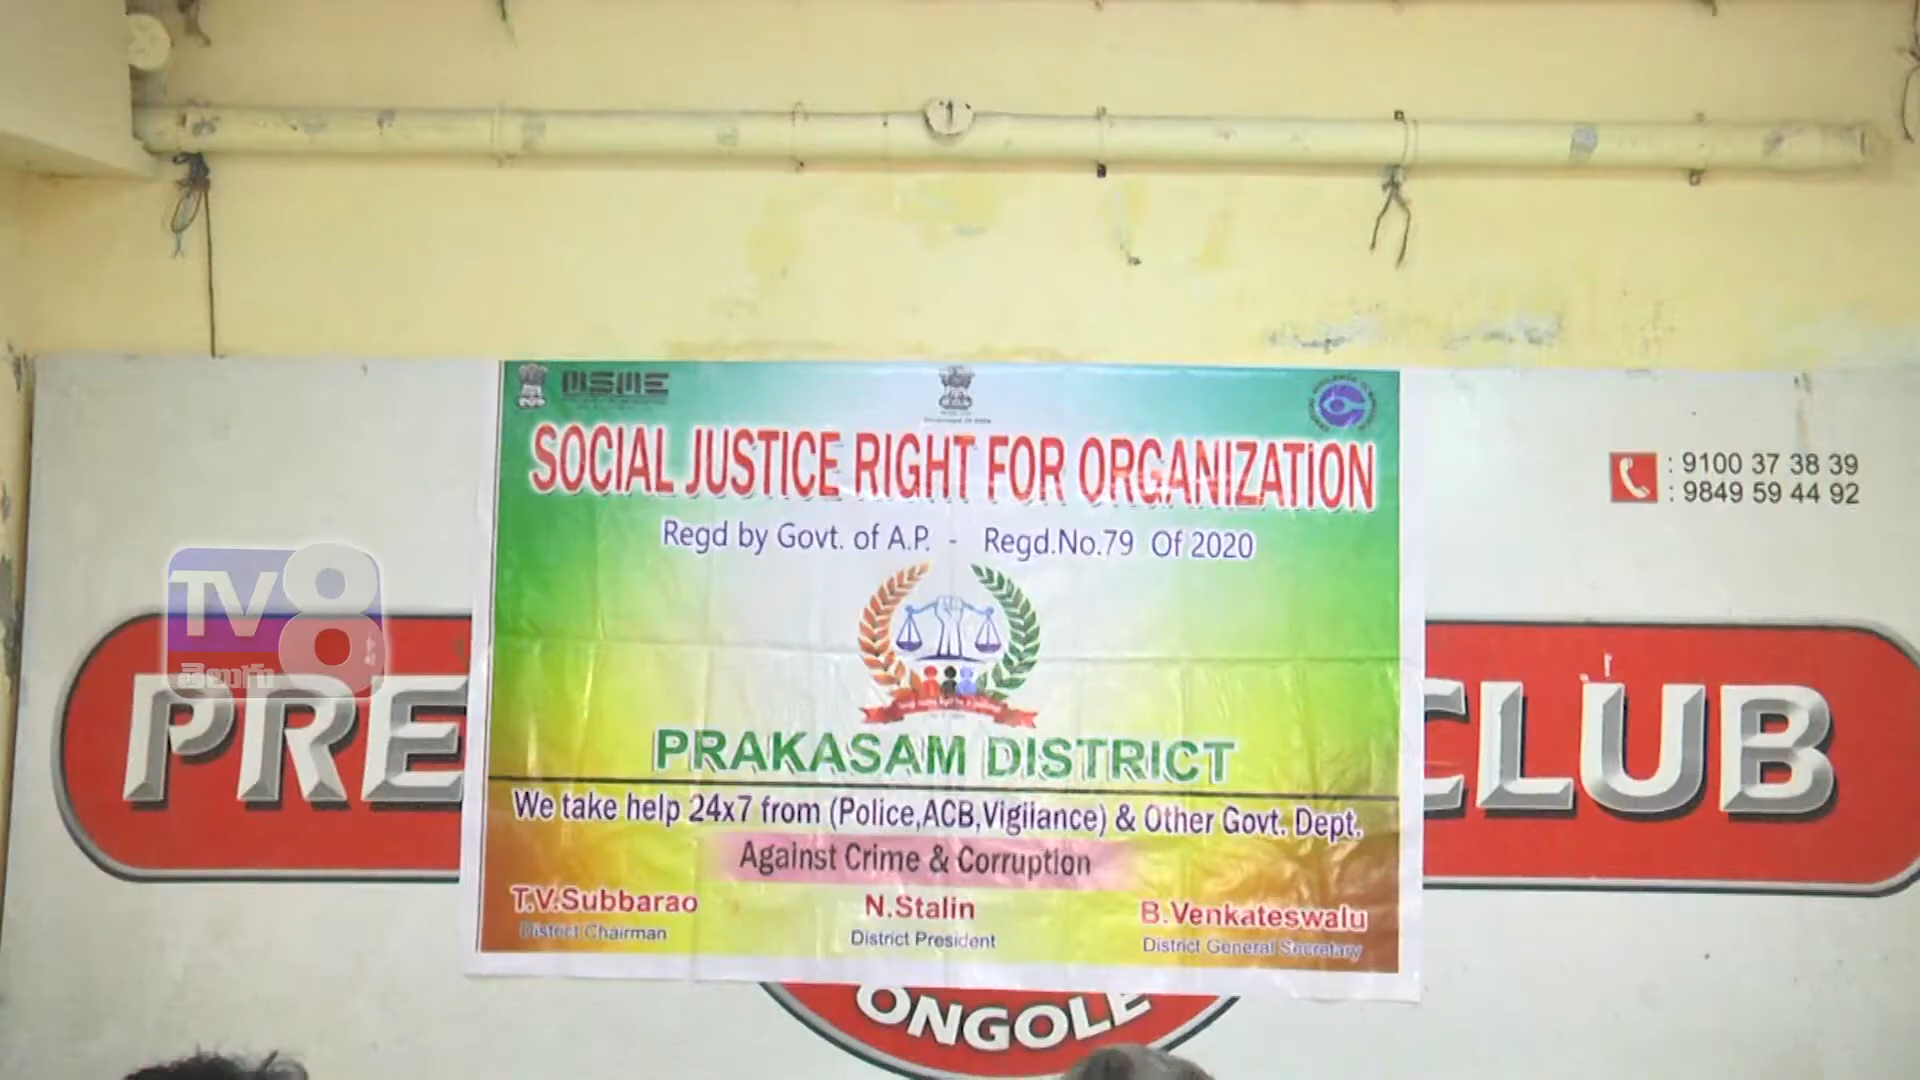 MSME
SOCIAL JUSTICE RIGHT FOR ORGANIZATION
Regd by Govt. of A.P. - Regd.No.79 Of 2020
PRAKASAM DISTRICT
We take help 24x7 from (Police,ACB,Vigilance) & Other Govt. Dept.
Against Crime & Corruption
T.V.Subbarao
District Chairman
N.Stalin
District President
B.Venkateswalu
District General Secretary
: 9100 37 38 39
: 9849 59 44 92
TV8
తెలుగు
PRE
CLUB
ONGOLE